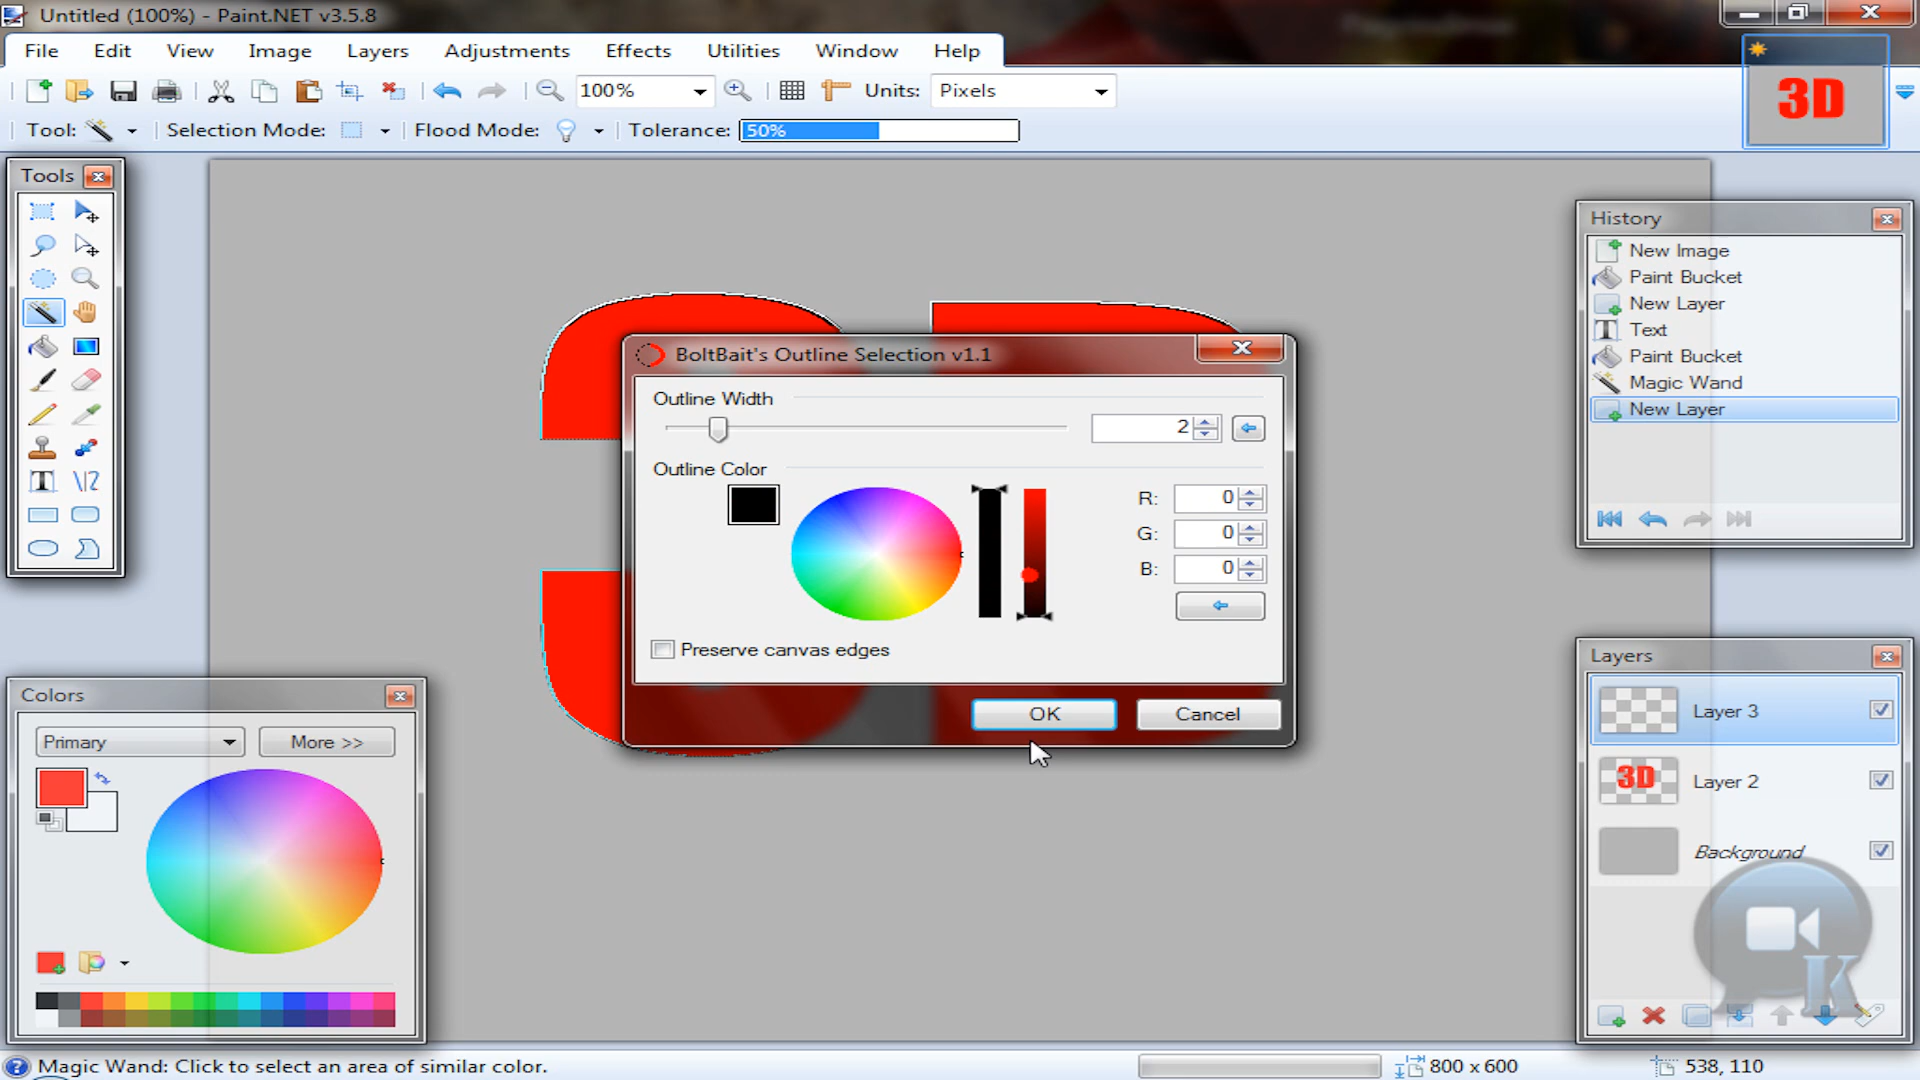 Untitled (100%) - Paint.NET v3.5.8
File Edit View Image Layers Adjustments Effects Utilities Window Help
100% Units: Pixels
3D
Tool: Selection Mode: Flood Mode: Tolerance: 50%
Tools
History
New Image
Paint Bucket
New Layer
Text
Paint Bucket
Magic Wand
New Layer
BoltBait's Outline Selection v1.1
Outline Width
2
Outline Color
R: 0
G: 0
B: 0
Preserve canvas edges
OK Cancel
Colors
Primary More >>
Layers
Layer 3
3D Layer 2
Background
K
Magic Wand: Click to select an area of similar color.
800 x 600
538, 110